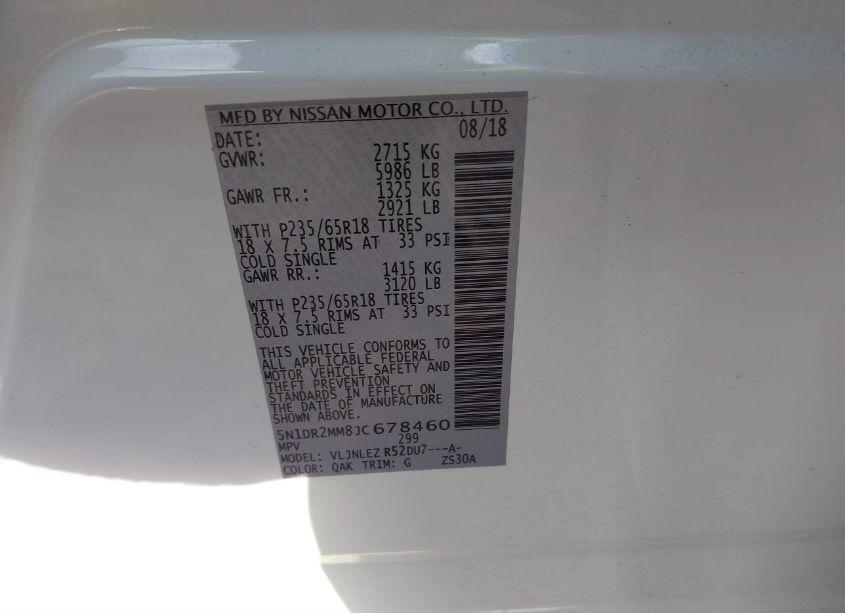 MFD BY NISSAN MOTOR CO., LTD.
DATE: 08/18
GVWR: 2715 KG
5986 LB
GAWR FR.: 1325 KG
2921 LB
WITH P235/65R18 TIRES
18 X 7.5 RIMS AT 33 PSI
COLD SINGLE
GAWR RR.: 1415 KG
3120 LB
WITH P235/65R18 TIRES
18 X 7.5 RIMS AT 33 PSI
COLD SINGLE
THIS VEHICLE CONFORMS TO
ALL APPLICABLE FEDERAL
MOTOR VEHICLE SAFETY AND
THEFT PREVENTION
STANDARDS IN EFFECT ON
THE DATE OF MANUFACTURE
SHOWN ABOVE.
5N1DR2MM8JC678460
MPV 299
MODEL: VLJNLEZ R52DU7---A-
COLOR: QAK TRIM: G ZS30A